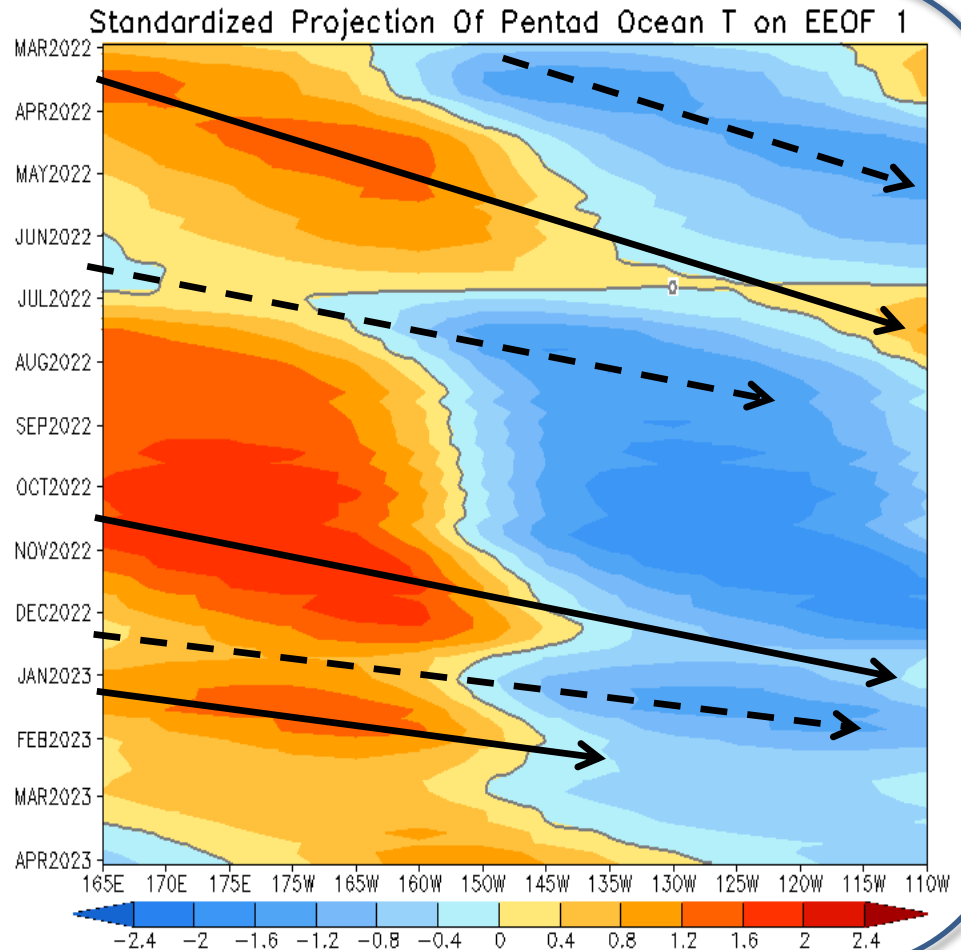 Standardized Projection Of Pentad Ocean T on EEOF 1
MAR2022
APR2022
MAY2022
JUN2022
JUL2022
AUG2022
SEP2022
OCT2022
NOV2022
DEC2022
JAN2023
FEB2023
MAR2023
APR2023
0
165E 170E 175E 175W 165W 160W 150W 145W 135W 130W 125W 120W 115W 110W
-2.4 -2 -1.6 -1.2 -0.8 -0.4 0 0.4 0.8 1.2 1.6 2 2.4